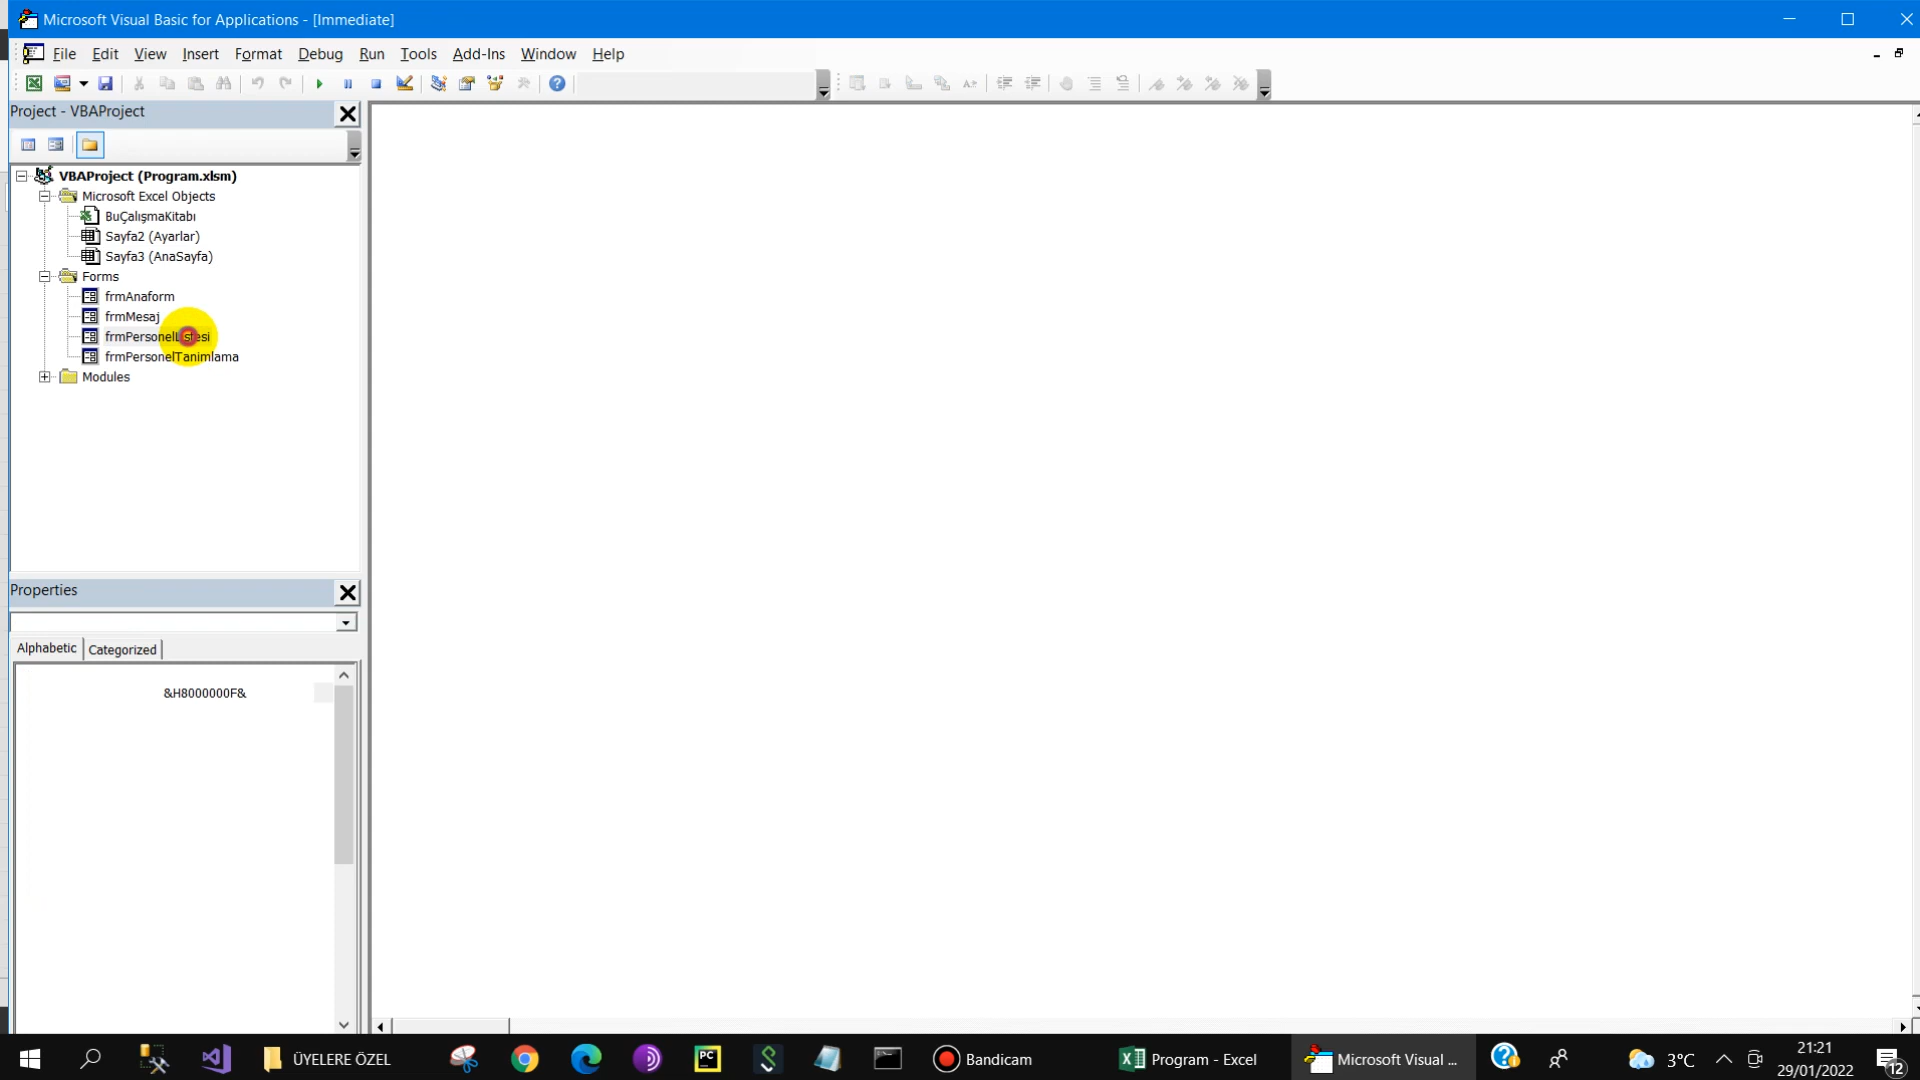 Microsoft Visual Basic for Applications - [Immediate]
File Edit View Insert Format Debug Run Tools Add-Ins Window Help
Project - VBAProject
VBAProject (Program.xlsm)
Microsoft Excel Objects
BuÇalışmaKitabı
Sayfa2 (Ayarlar)
Sayfa3 (AnaSayfa)
Forms
frmAnaform
frmMesaj
frmPersonelListesi
frmPersonelTanimlama
Modules
Properties
Alphabetic Categorized
&H8000000F&
ÜYELERE ÖZEL
PC
Bandicam
Program - Excel
Microsoft Visual ...
3°C
21:21
29/01/2022
12